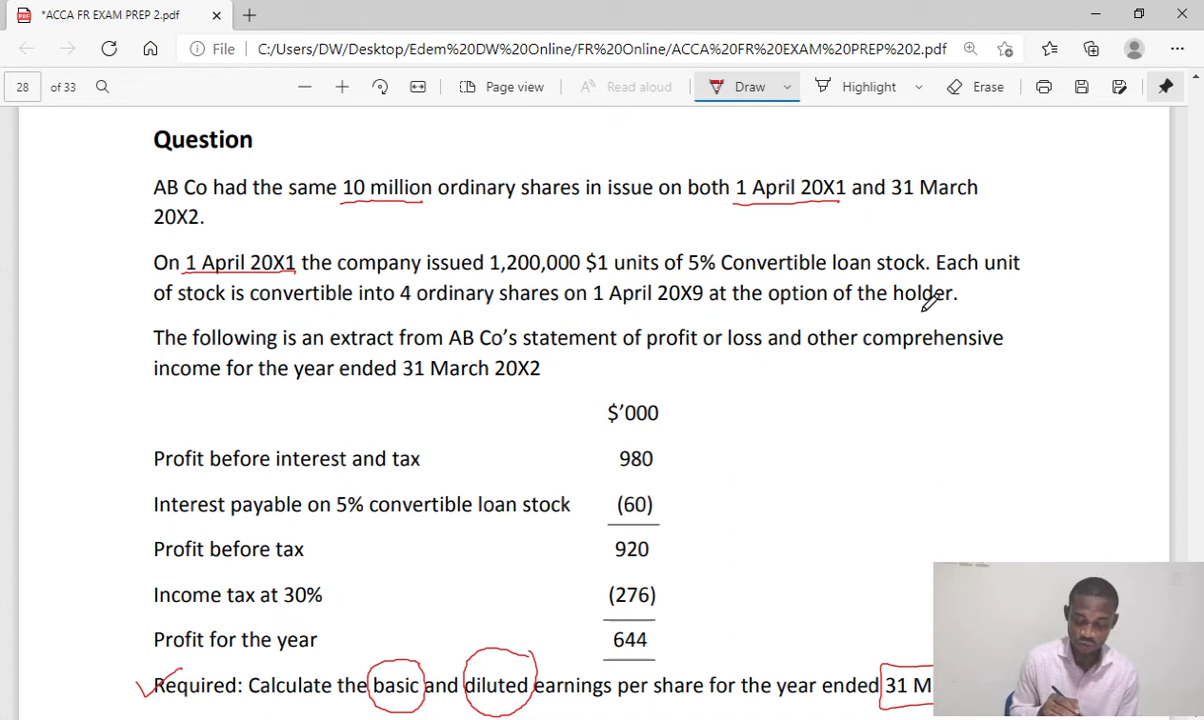 *ACCA FR EXAM PREP 2.pdf
File C:/Users/DW/Desktop/Edem%20DW%20Online/FR%20Online/ACCA%20FR%20EXAM%20PREP%202.pdf
28 of 33 Page view Read aloud Draw Highlight Erase
Question
AB Co had the same 10 million ordinary shares in issue on both 1 April 20X1 and 31 March
20X2.
On 1 April 20X1 the company issued 1,200,000 $1 units of 5% Convertible loan stock. Each unit
of stock is convertible into 4 ordinary shares on 1 April 20X9 at the option of the holder.
The following is an extract from AB Co's statement of profit or loss and other comprehensive
income for the year ended 31 March 20X2
$'000
Profit before interest and tax 980
Interest payable on 5% convertible loan stock (60)
Profit before tax 920
Income tax at 30% (276)
Profit for the year 644
Required: Calculate the basic and diluted earnings per share for the year ended 31 M